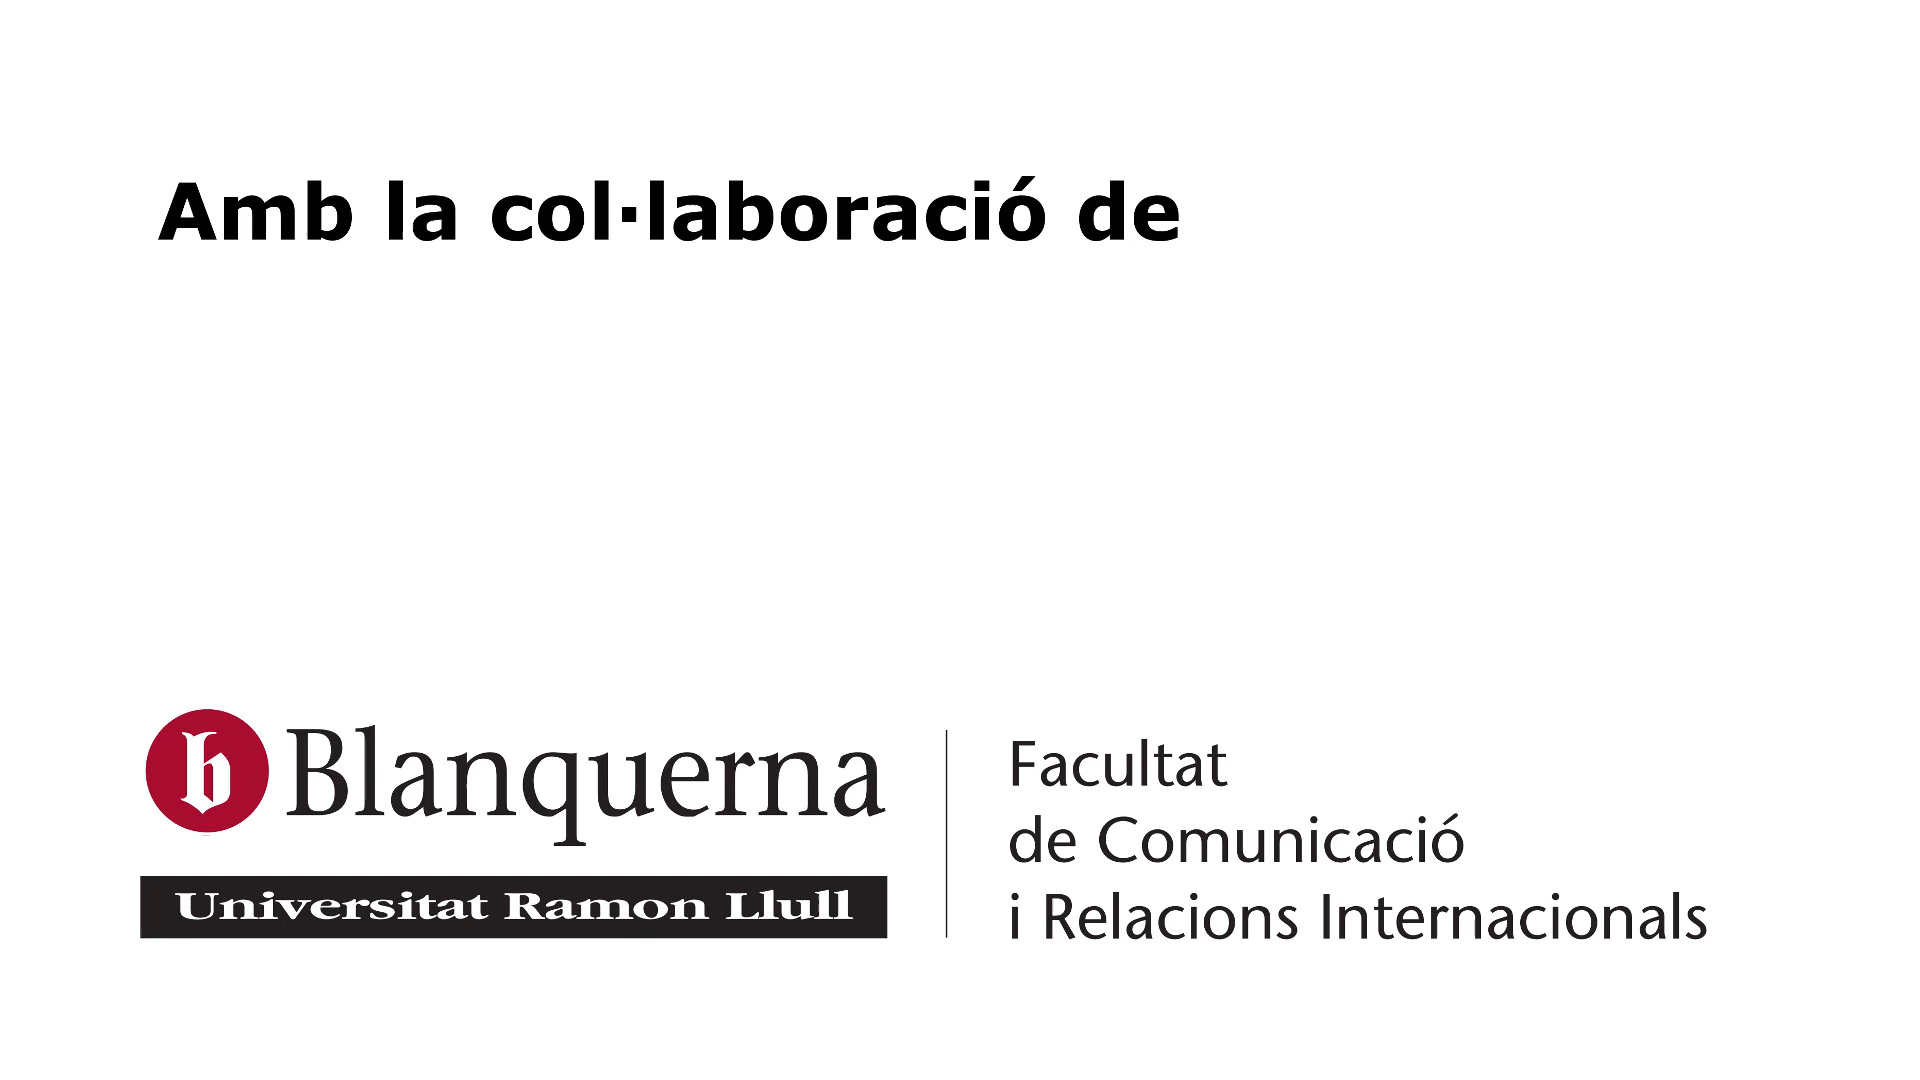 Amb la col·laboració de
b Blanquerna
Universitat Ramon Llull
Facultat
de Comunicació
i Relacions Internacionals